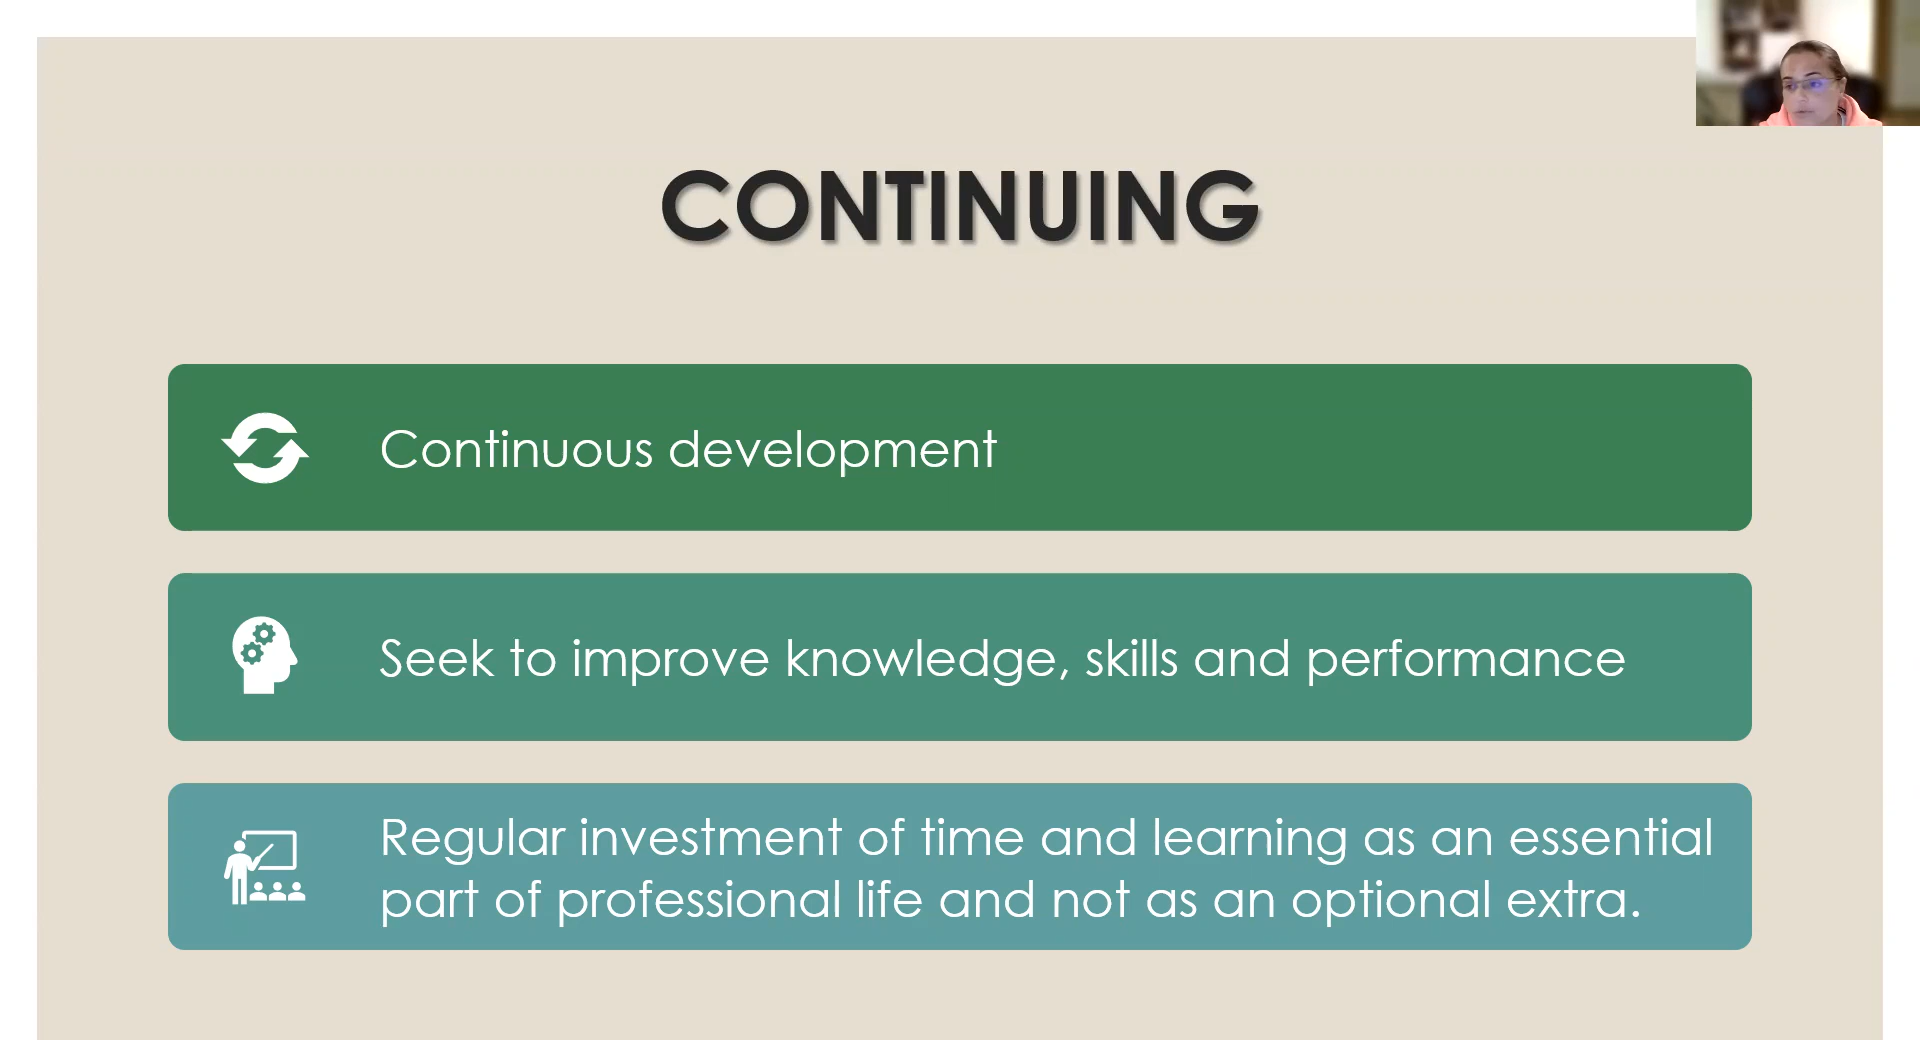 CONTINUING
Continuous development
Seek to improve knowledge, skills and performance
Regular investment of time and learning as an essential
part of professional life and not as an optional extra.